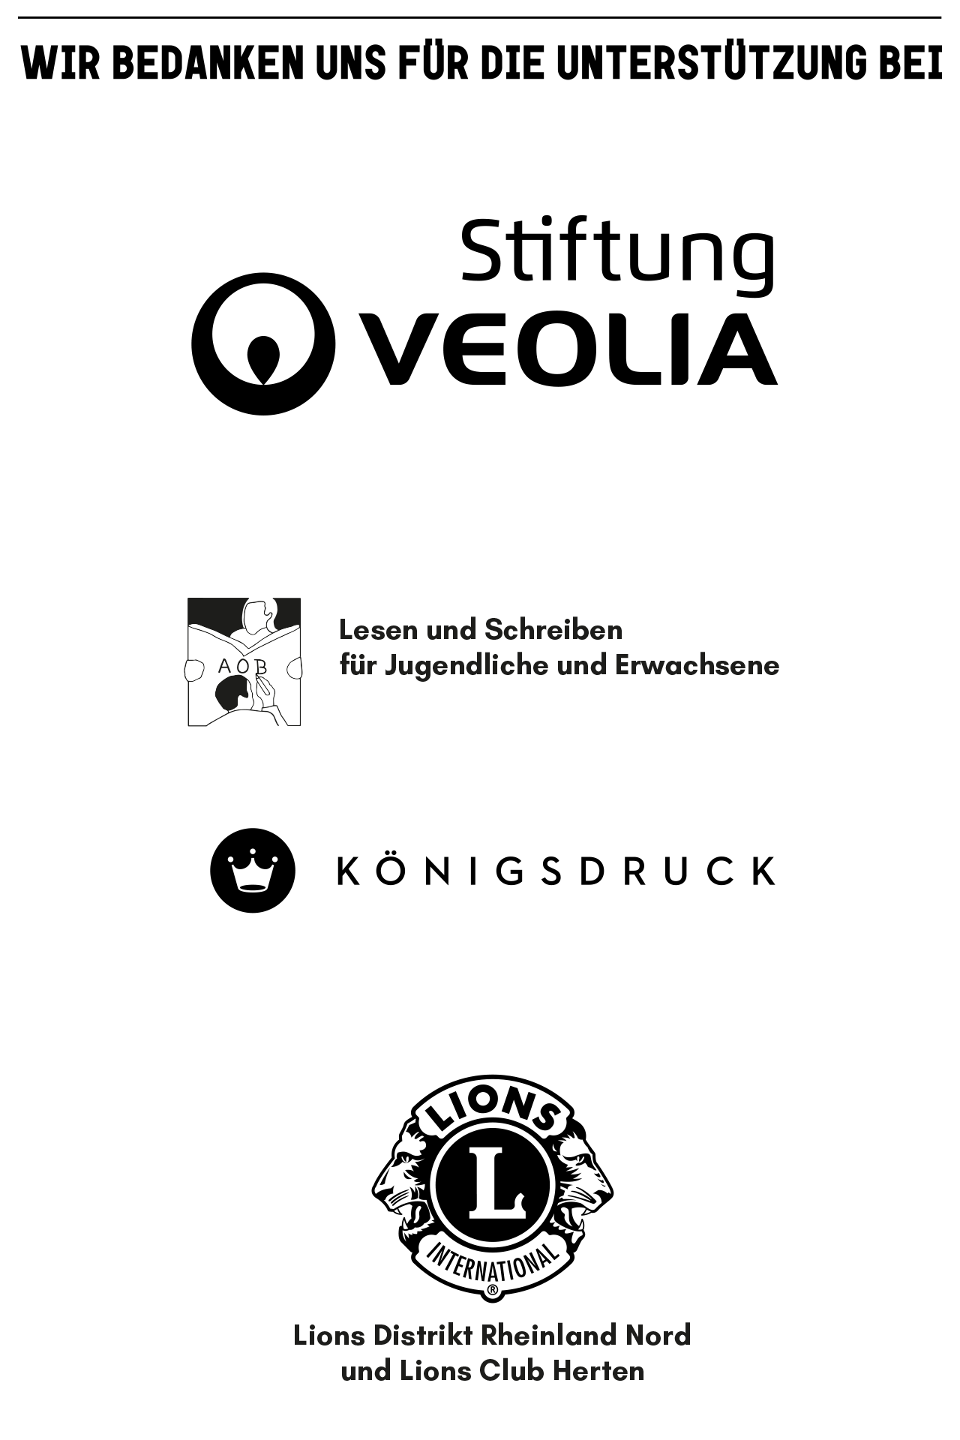 WIR BEDANKEN UNS FÜR DIE UNTERSTÜTZUNG BEI
Stiftung
VEOLIA
AOB
Lesen und Schreiben
für Jugendliche und Erwachsene
KÖNIGSDRUCK
LIONS
L
INTERNATIONAL
®
Lions Distrikt Rheinland Nord
und Lions Club Herten